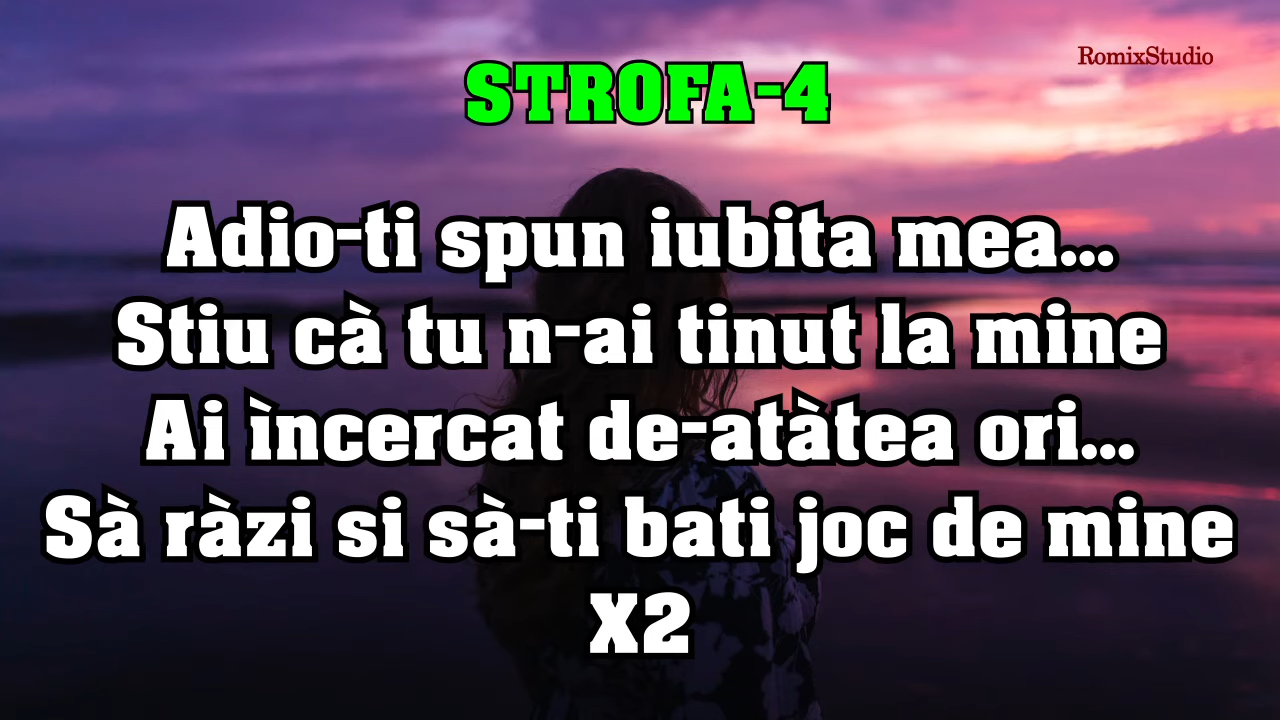 RomixStudio
STROFA-4
Adio-ti spun iubita mea...
Stiu cà tu n-ai tinut la mine
Ai ìncercat de-atàtea ori...
Sà ràzi si sà-ti bati joc de mine
X2